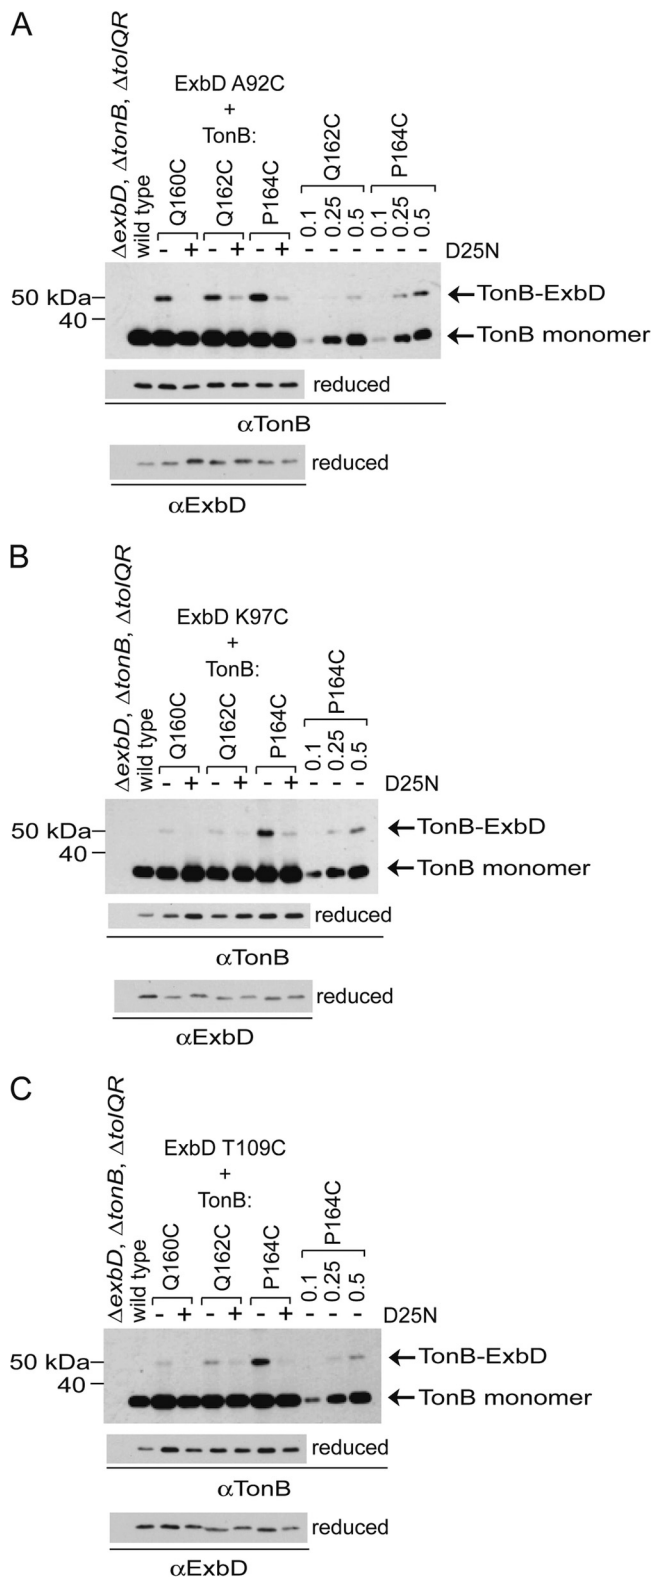 A
ΔexbD, ΔtonB, ΔtolQR
wild type
ExbD A92C
+
TonB:
Q160C
Q162C
P164C
Q162C
P164C
0.1
0.25
0.5
0.1
0.25
0.5
- + - + - + - - - - - - D25N
50 kDa
40
TonB-ExbD
TonB monomer
reduced
αTonB
reduced
αExbD
B
ΔexbD, ΔtonB, ΔtolQR
wild type
ExbD K97C
+
TonB:
Q160C
Q162C
P164C
P164C
0.1
0.25
0.5
- + - + - + - - - D25N
50 kDa
40
TonB-ExbD
TonB monomer
reduced
αTonB
reduced
αExbD
C
ΔexbD, ΔtonB, ΔtolQR
wild type
ExbD T109C
+
TonB:
Q160C
Q162C
P164C
P164C
0.1
0.25
0.5
- + - + - + - - - D25N
50 kDa
40
TonB-ExbD
TonB monomer
reduced
αTonB
reduced
αExbD